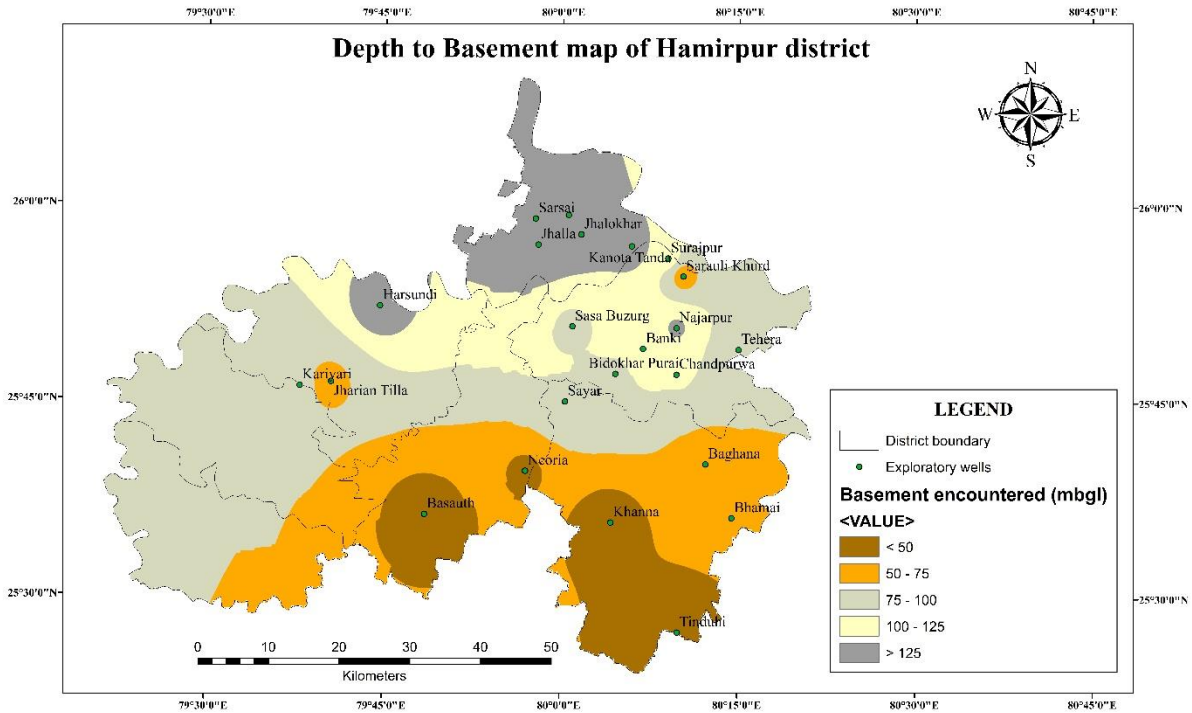 79°30'0"E 79°45'0"E 80°0'0"E 80°15'0"E 80°30'0"E 80°45'0"E
Depth to Basement map of Hamirpur district
N
W E
S
26°0'0"N 26°0'0"N
Sarsai
Jhalokhar
Jhalla
Surajpur
Kanota Tanda
Sarauli Khurd
Harsundi
Sasa Buzurg
Najarpur
Banki
Tehera
Bidokhar Purai
Chandpurwa
Kariyari
Jharian Tilla
Sayar
25°45'0"N 25°45'0"N
LEGEND
District boundary
Exploratory wells
Basement encountered (mbgl)
<VALUE>
< 50
50 - 75
75 - 100
100 - 125
> 125
Neoria
Baghana
Basauth
Khanna
Bhamai
25°30'0"N 25°30'0"N
Tinduhi
0 10 20 30 40 50
Kilometers
79°30'0"E 79°45'0"E 80°0'0"E 80°15'0"E 80°30'0"E 80°45'0"E